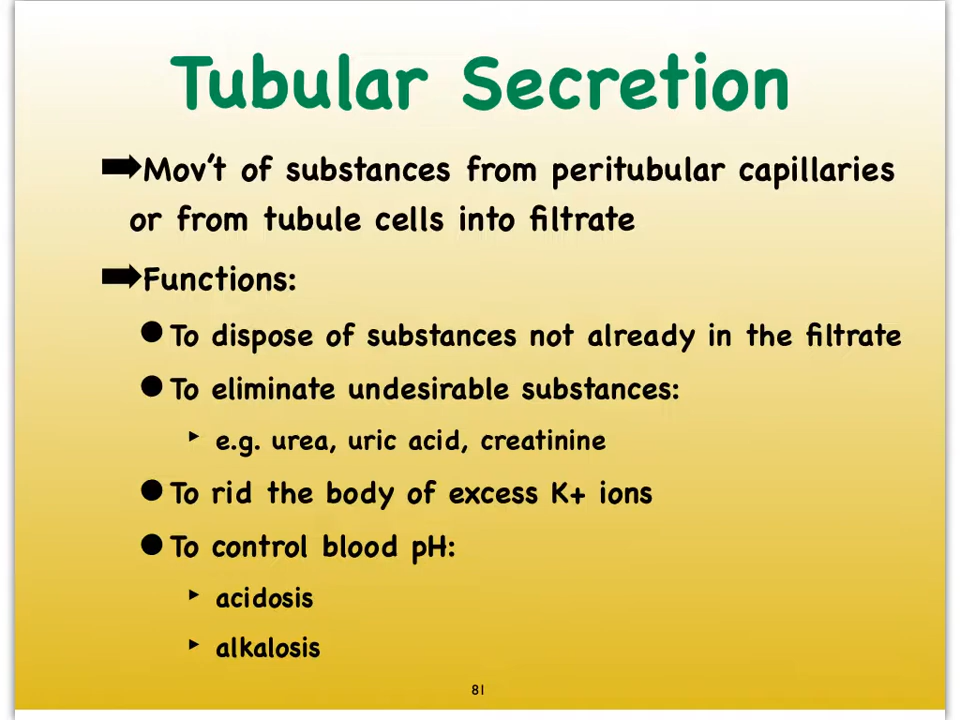 Tubular Secretion
➡Mov't of substances from peritubular capillaries
or from tubule cells into filtrate
➡Functions:
● To dispose of substances not already in the filtrate
● To eliminate undesirable substances:
‣ e.g. urea, uric acid, creatinine
● To rid the body of excess K+ ions
● To control blood pH:
‣ acidosis
‣ alkalosis
81